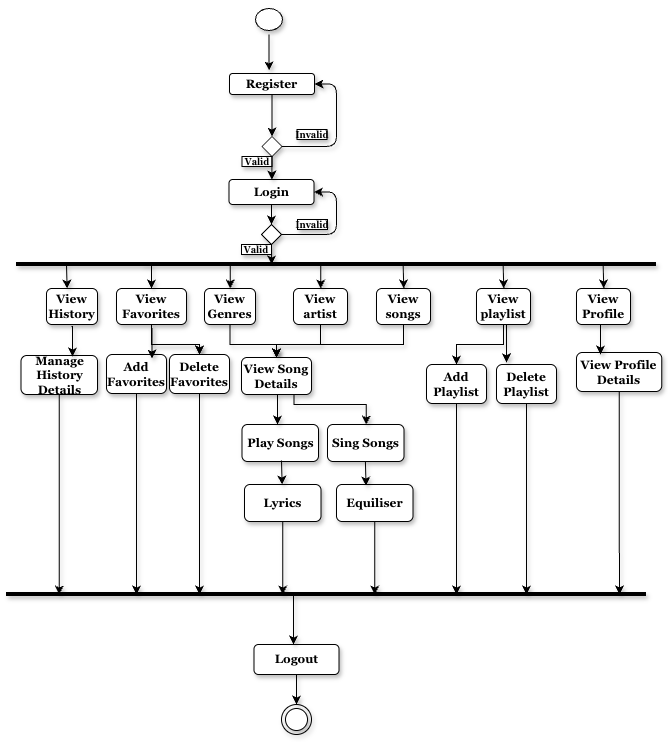 Register
Invalid
Valid
Login
Invalid
Valid
View
History
View
Favorites
View
Genres
View
artist
View
songs
View
playlist
View
Profile
Manage
History
Details
Add
Favorites
Delete
Favorites
View Song
Details
Add
Playlist
Delete
Playlist
View Profile
Details
Play Songs
Sing Songs
Lyrics
Equiliser
Logout